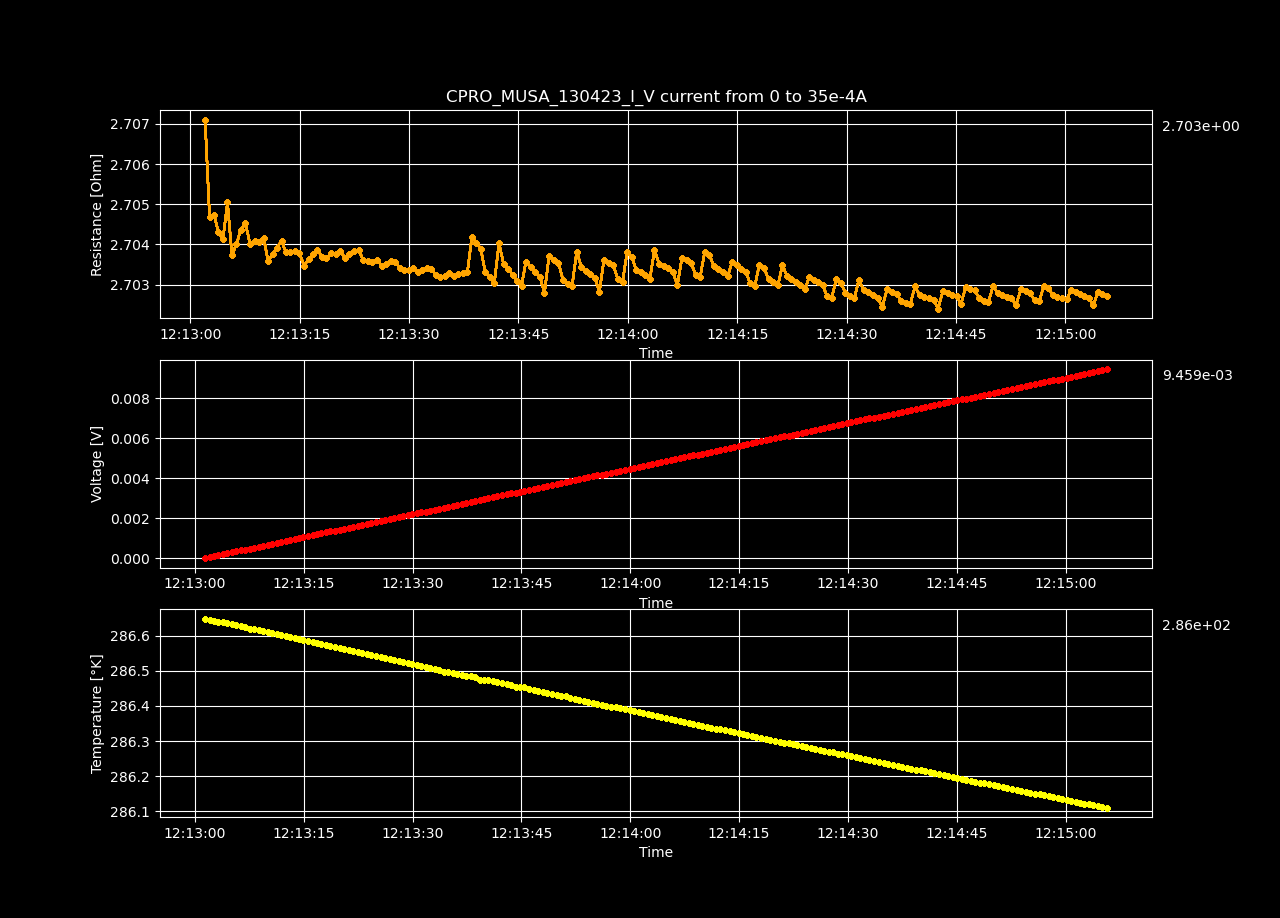 CPRO_MUSA_130423_I_V current from 0 to 35e-4A
2.707
2.706
2.705
2.704
2.703
Resistance [Ohm]
2.703e+00
12:13:00 12:13:15 12:13:30 12:13:45 12:14:00 12:14:15 12:14:30 12:14:45 12:15:00
Time
0.008
0.006
0.004
0.002
0.000
Voltage [V]
9.459e-03
12:13:00 12:13:15 12:13:30 12:13:45 12:14:00 12:14:15 12:14:30 12:14:45 12:15:00
Time
286.6
286.5
286.4
286.3
286.2
286.1
Temperature [°K]
2.86e+02
12:13:00 12:13:15 12:13:30 12:13:45 12:14:00 12:14:15 12:14:30 12:14:45 12:15:00
Time